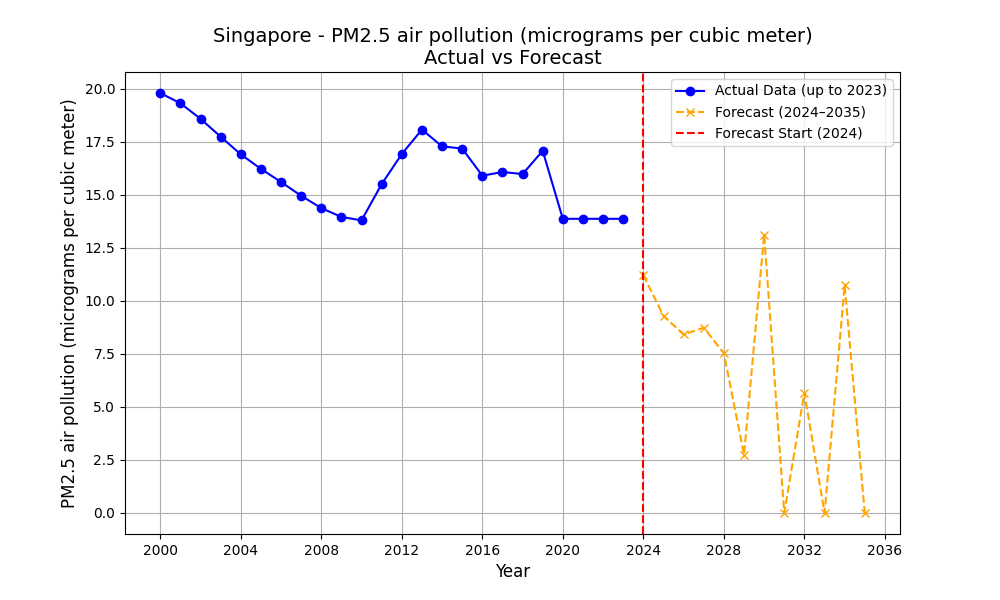 Singapore - PM2.5 air pollution (micrograms per cubic meter)
Actual vs Forecast
PM2.5 air pollution (micrograms per cubic meter)
20.0
17.5
15.0
12.5
10.0
7.5
5.0
2.5
0.0
Actual Data (up to 2023)
Forecast (2024–2035)
Forecast Start (2024)
2000 2004 2008 2012 2016 2020 2024 2028 2032 2036
Year